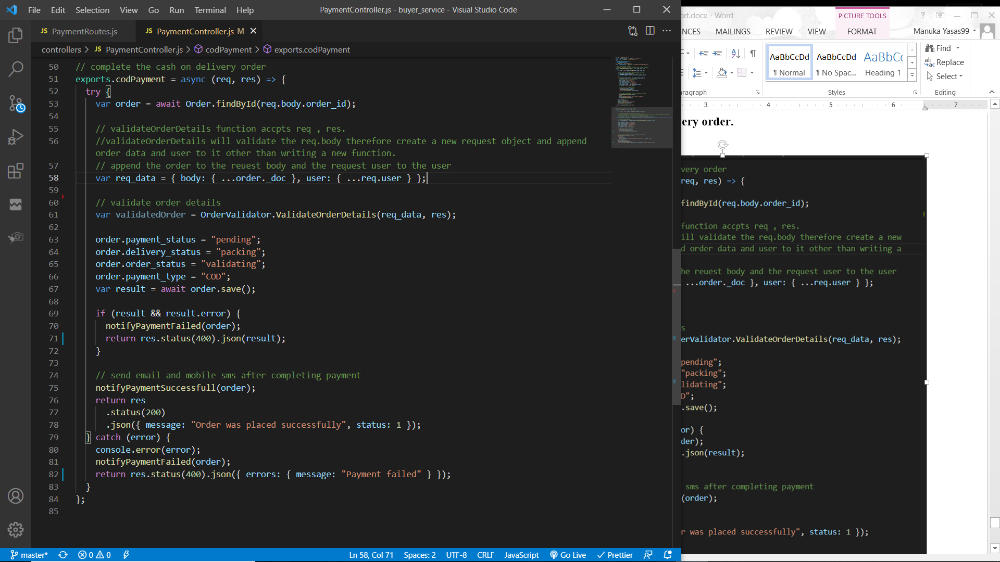 File Edit Selection View Go Run Terminal Help
PaymentController.js - buyer_service - Visual Studio Code
JS PaymentRoutes.js
JS PaymentController.js M
controllers > JS PaymentController.js > codPayment > exports.codPayment
50 // complete the cash on delivery order
51 exports.codPayment = async (req, res) => {
52 try {
53 var order = await Order.findById(req.body.order_id);
54
55 // validateOrderDetails function accpts req , res.
56 //validateOrderDetails will validate the req.body therefore create a new request object and append
order data and user to it other than writing a new function.
57 // append the order to the reuest body and the request user to the user
58 var req_data = { body: { ...order._doc }, user: { ...req.user } };
59
60 // validate order details
61 var validatedOrder = OrderValidator.ValidateOrderDetails(req_data, res);
62
63 order.payment_status = "pending";
64 order.delivery_status = "packing";
65 order.order_status = "validating";
66 order.payment_type = "COD";
67 var result = await order.save();
68
69 if (result && result.error) {
70 notifyPaymentFailed(order);
71 return res.status(400).json(result);
72 }
73
74 // send email and mobile sms after completing payment
75 notifyPaymentSuccessfull(order);
76 return res
77 .status(200)
78 .json({ message: "Order was placed successfully", status: 1 });
79 } catch (error) {
80 console.error(error);
81 notifyPaymentFailed(order);
82 return res.status(400).json({ errors: { message: "Payment failed" } });
83 }
84 };
85
master* 0 0
Ln 58, Col 71 Spaces: 2 UTF-8 CRLF JavaScript Go Live Prettier
ort.docx - Word
PICTURE TOOLS
NCES MAILINGS REVIEW VIEW FORMAT Manuka Yasas99
AaBbCcDd AaBbCcDd AaBbCc
¶ Normal ¶ No Spac... Heading 1
Find
Replace
Select
ragraph Styles Editing
3 4 5 6 7
ery order.
very order
req, res) => {
findById(req.body.order_id);
function accpts req , res.
ill validate the req.body therefore create a new
d order data and user to it other than writing a
he reuest body and the request user to the user
...order._doc }, user: { ...req.user } };
s
erValidator.ValidateOrderDetails(req_data, res);
pending";
"packing";
lidating";
D";
.save();
or) {
der);
.json(result);
sms after completing payment
(order);
r was placed successfully", status: 1 });